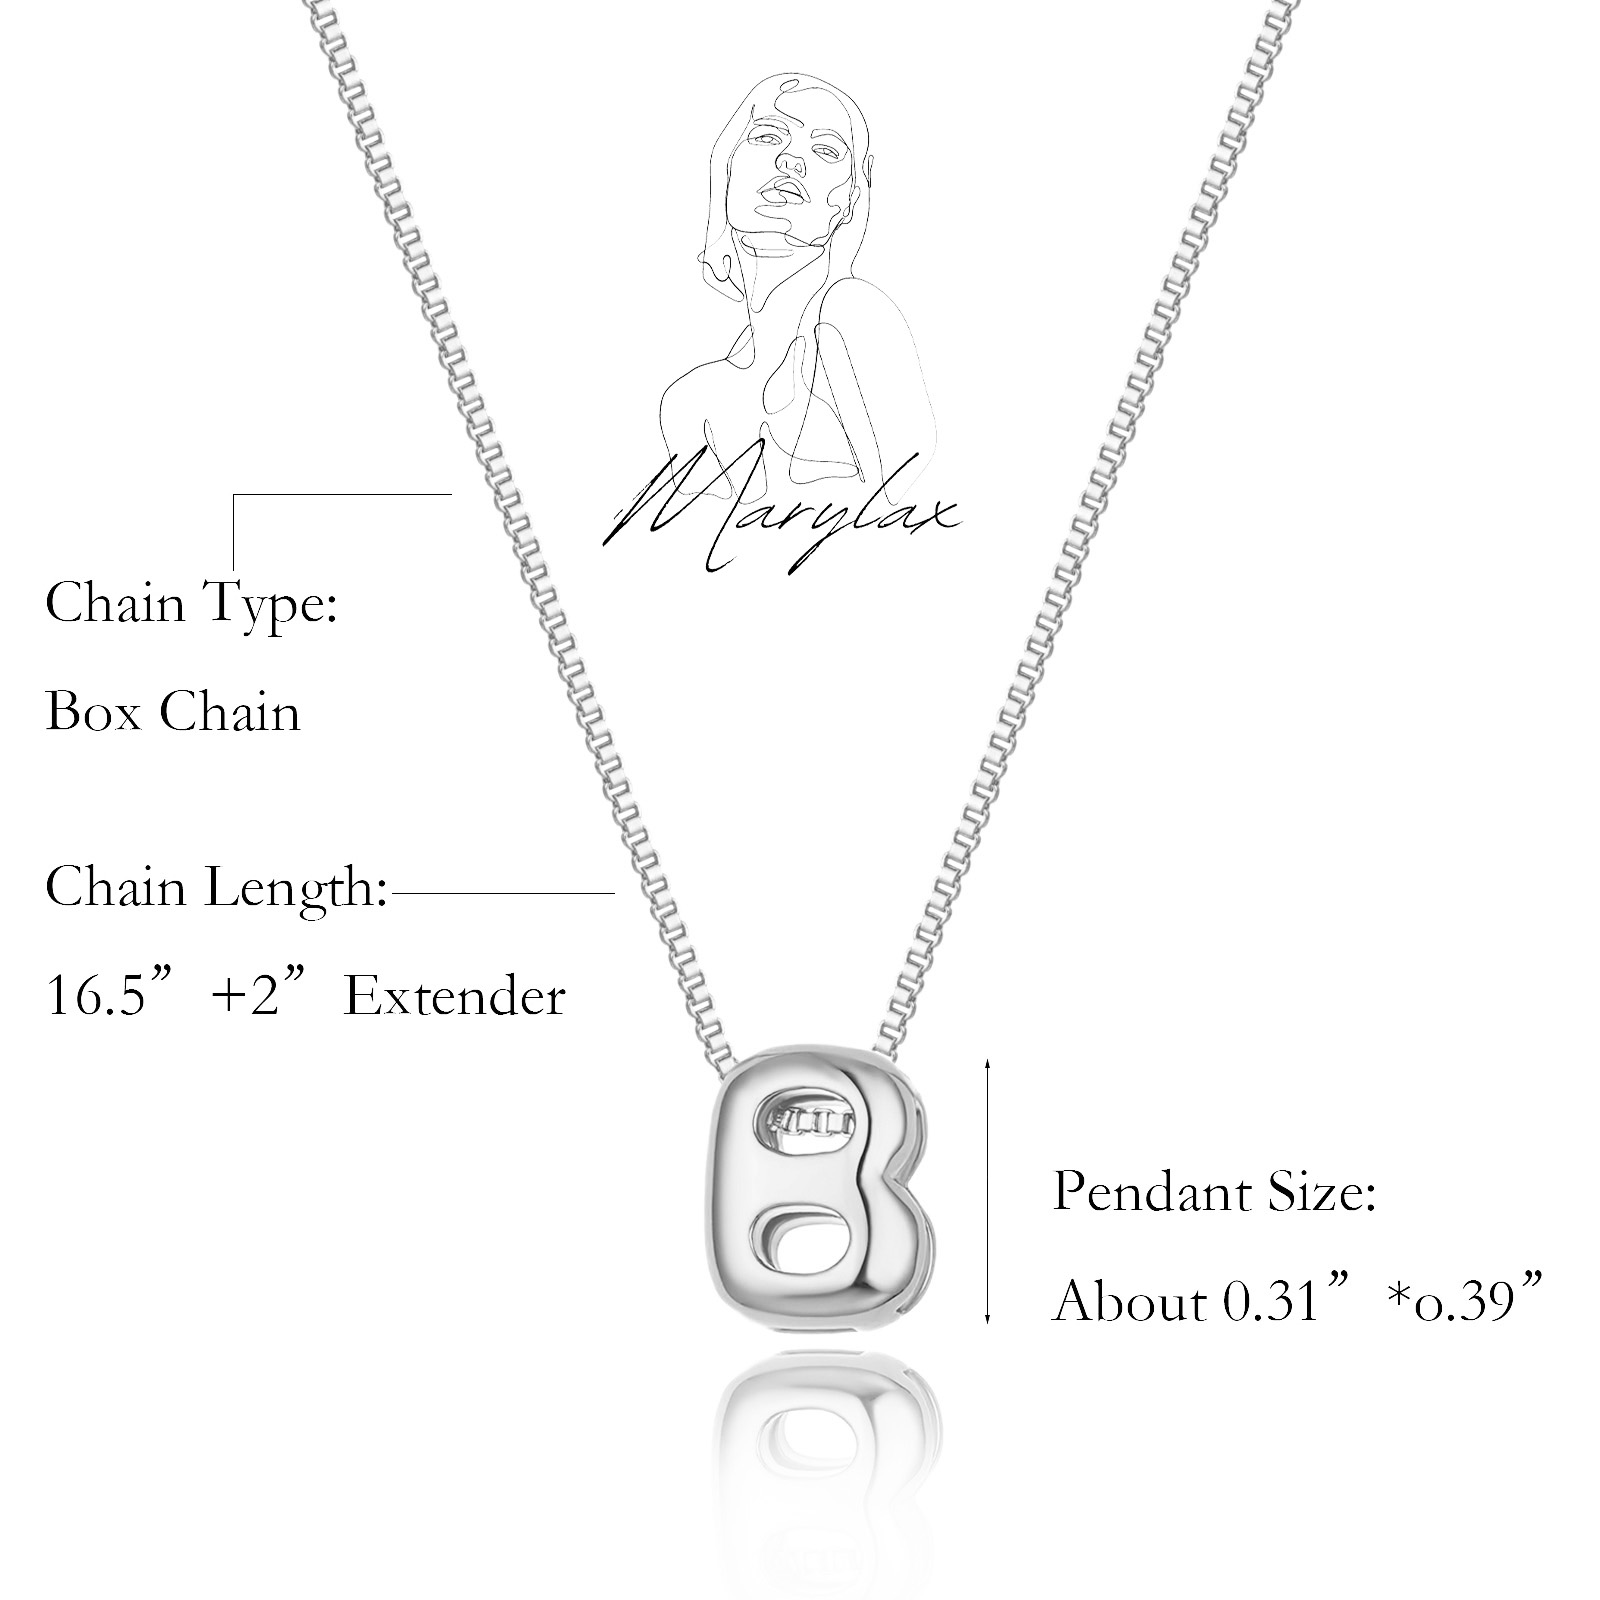 Marylax
Chain Type:
Box Chain
Chain Length:
16.5” +2” Extender
B
Pendant Size:
About 0.31” *o.39”